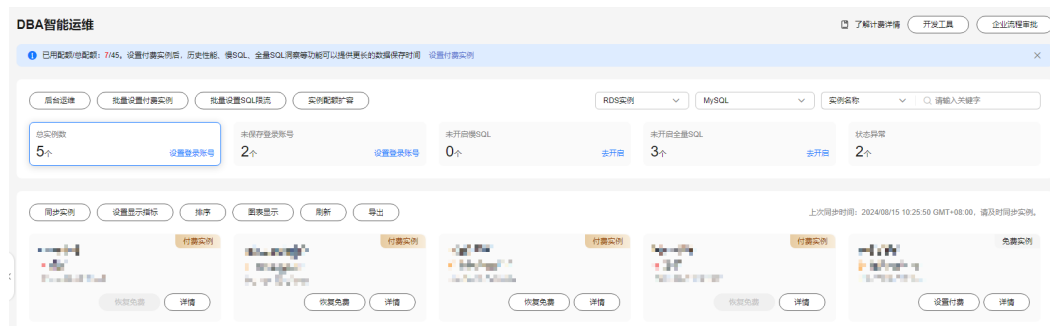 DBA智能运维
了解计费详情 开发工具 企业流程审批
已用配额/总配额：7/45。设置付费实例后，历史性能、慢SQL、全量SQL洞察等功能可以提供更长的数据保存时间 设置付费实例
后台运维 批量设置付费实例 批量设置SQL限流 实例配额扩容 RDS实例 MySQL 实例名称 请输入关键字
总实例数 未保存登录账号 未开启慢SQL 未开启全量SQL 状态异常
5个 设置登录账号 2个 设置登录账号 0个 去开启 3个 去开启 2个
同步实例 设置显示指标 排序 图表显示 刷新 导出 上次同步时间：2024/08/15 10:25:50 GMT+08:00，请及时同步实例。
付费实例 付费实例 付费实例 付费实例 免费实例
恢复免费 详情 恢复免费 详情 恢复免费 详情 恢复免费 详情 设置付费 详情